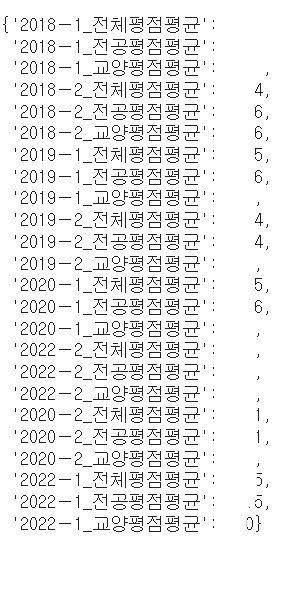 {'2018-1_전체평점평균':
'2018-1_전공평점평균':
'2018-1_교양평점평균': ,
'2018-2_전체평점평균': 4,
'2018-2_전공평점평균': 6,
'2018-2_교양평점평균': 6,
'2019-1_전체평점평균': 5,
'2019-1_전공평점평균': 6,
'2019-1_교양평점평균': ,
'2019-2_전체평점평균': 4,
'2019-2_전공평점평균': 4,
'2019-2_교양평점평균': ,
'2020-1_전체평점평균': 5,
'2020-1_전공평점평균': 6,
'2020-1_교양평점평균': ,
'2022-2_전체평점평균': ,
'2022-2_전공평점평균': ,
'2022-2_교양평점평균': ,
'2020-2_전체평점평균': 1,
'2020-2_전공평점평균': 1,
'2020-2_교양평점평균': ,
'2022-1_전체평점평균': 5,
'2022-1_전공평점평균': .5,
'2022-1_교양평점평균': 0}